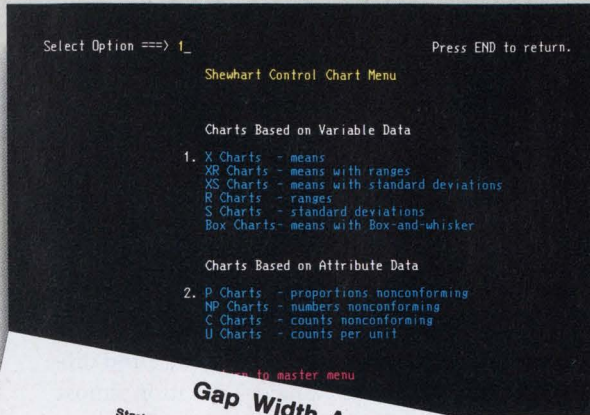 Select Option ===> 1_ Press END to return.
Shewhart Control Chart Menu
Charts Based on Variable Data
1. X Charts - means
XR Charts - means with ranges
XS Charts - means with standard deviations
R Charts - ranges
S Charts - standard deviations
Box Charts- means with Box-and-whisker
Charts Based on Attribute Data
2. P Charts - proportions nonconforming
NP Charts - numbers nonconforming
C Charts - counts nonconforming
U Charts - counts per unit
to master menu
Gap Width